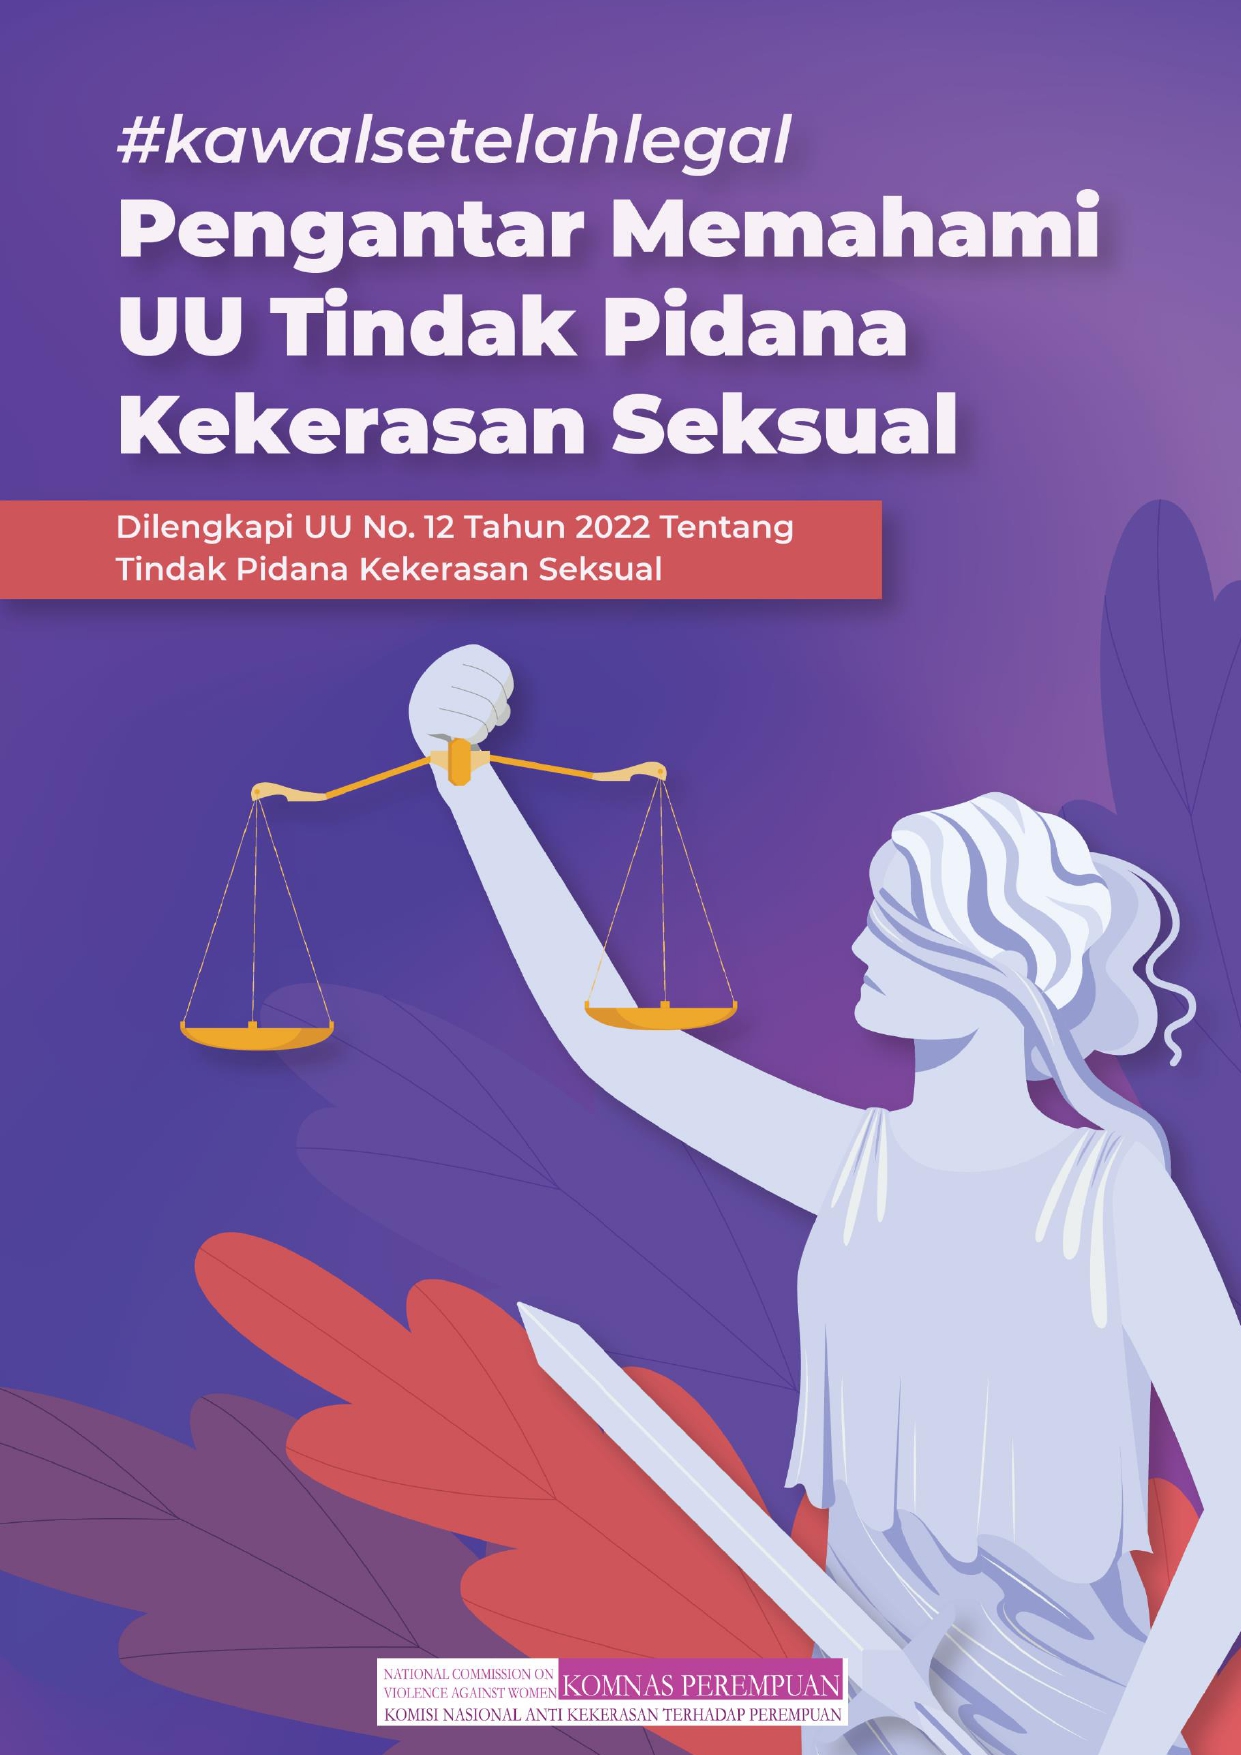 #kawalsetelahlegal
Pengantar Memahami
UU Tindak Pidana
Kekerasan Seksual
Dilengkapi UU No. 12 Tahun 2022 Tentang
Tindak Pidana Kekerasan Seksual
NATIONAL COMMISSION ON
VIOLENCE AGAINST WOMEN
KOMNAS PEREMPUAN
KOMISI NASIONAL ANTI KEKERASAN TERHADAP PEREMPUAN